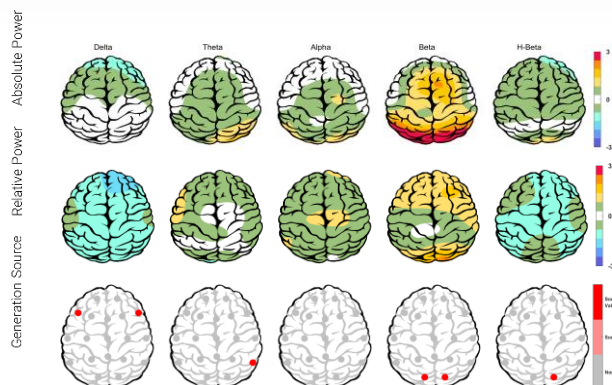 Absolute Power
Delta
Theta
Alpha
Beta
H-Beta
3
0
-3
Relative Power
3
0
Generation Source